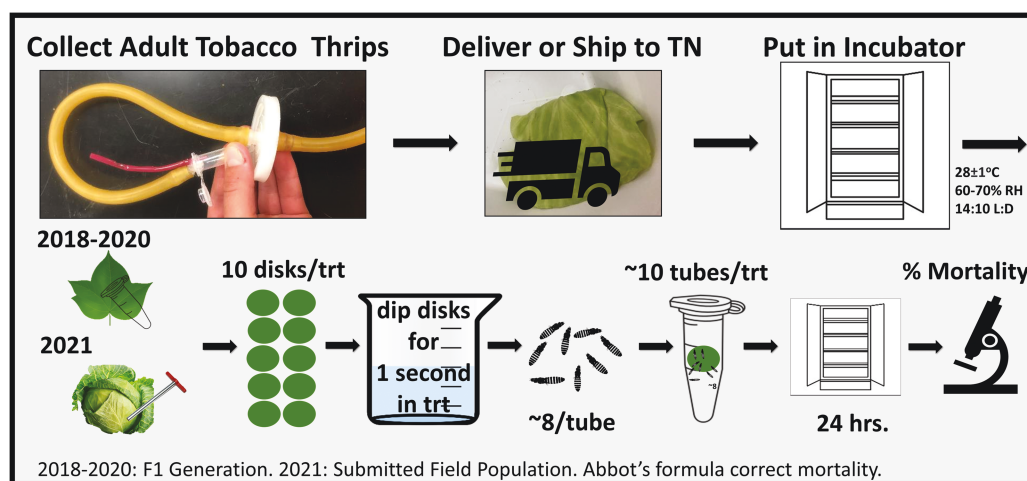 Collect Adult Tobacco Thrips
Deliver or Ship to TN
Put in Incubator
28±1°C
60-70% RH
14:10 L:D
2018-2020
2021
10 disks/trt
dip disks
for
1 second
in trt
~8/tube
~10 tubes/trt
~8
24 hrs.
% Mortality
2018-2020: F1 Generation. 2021: Submitted Field Population. Abbot's formula correct mortality.